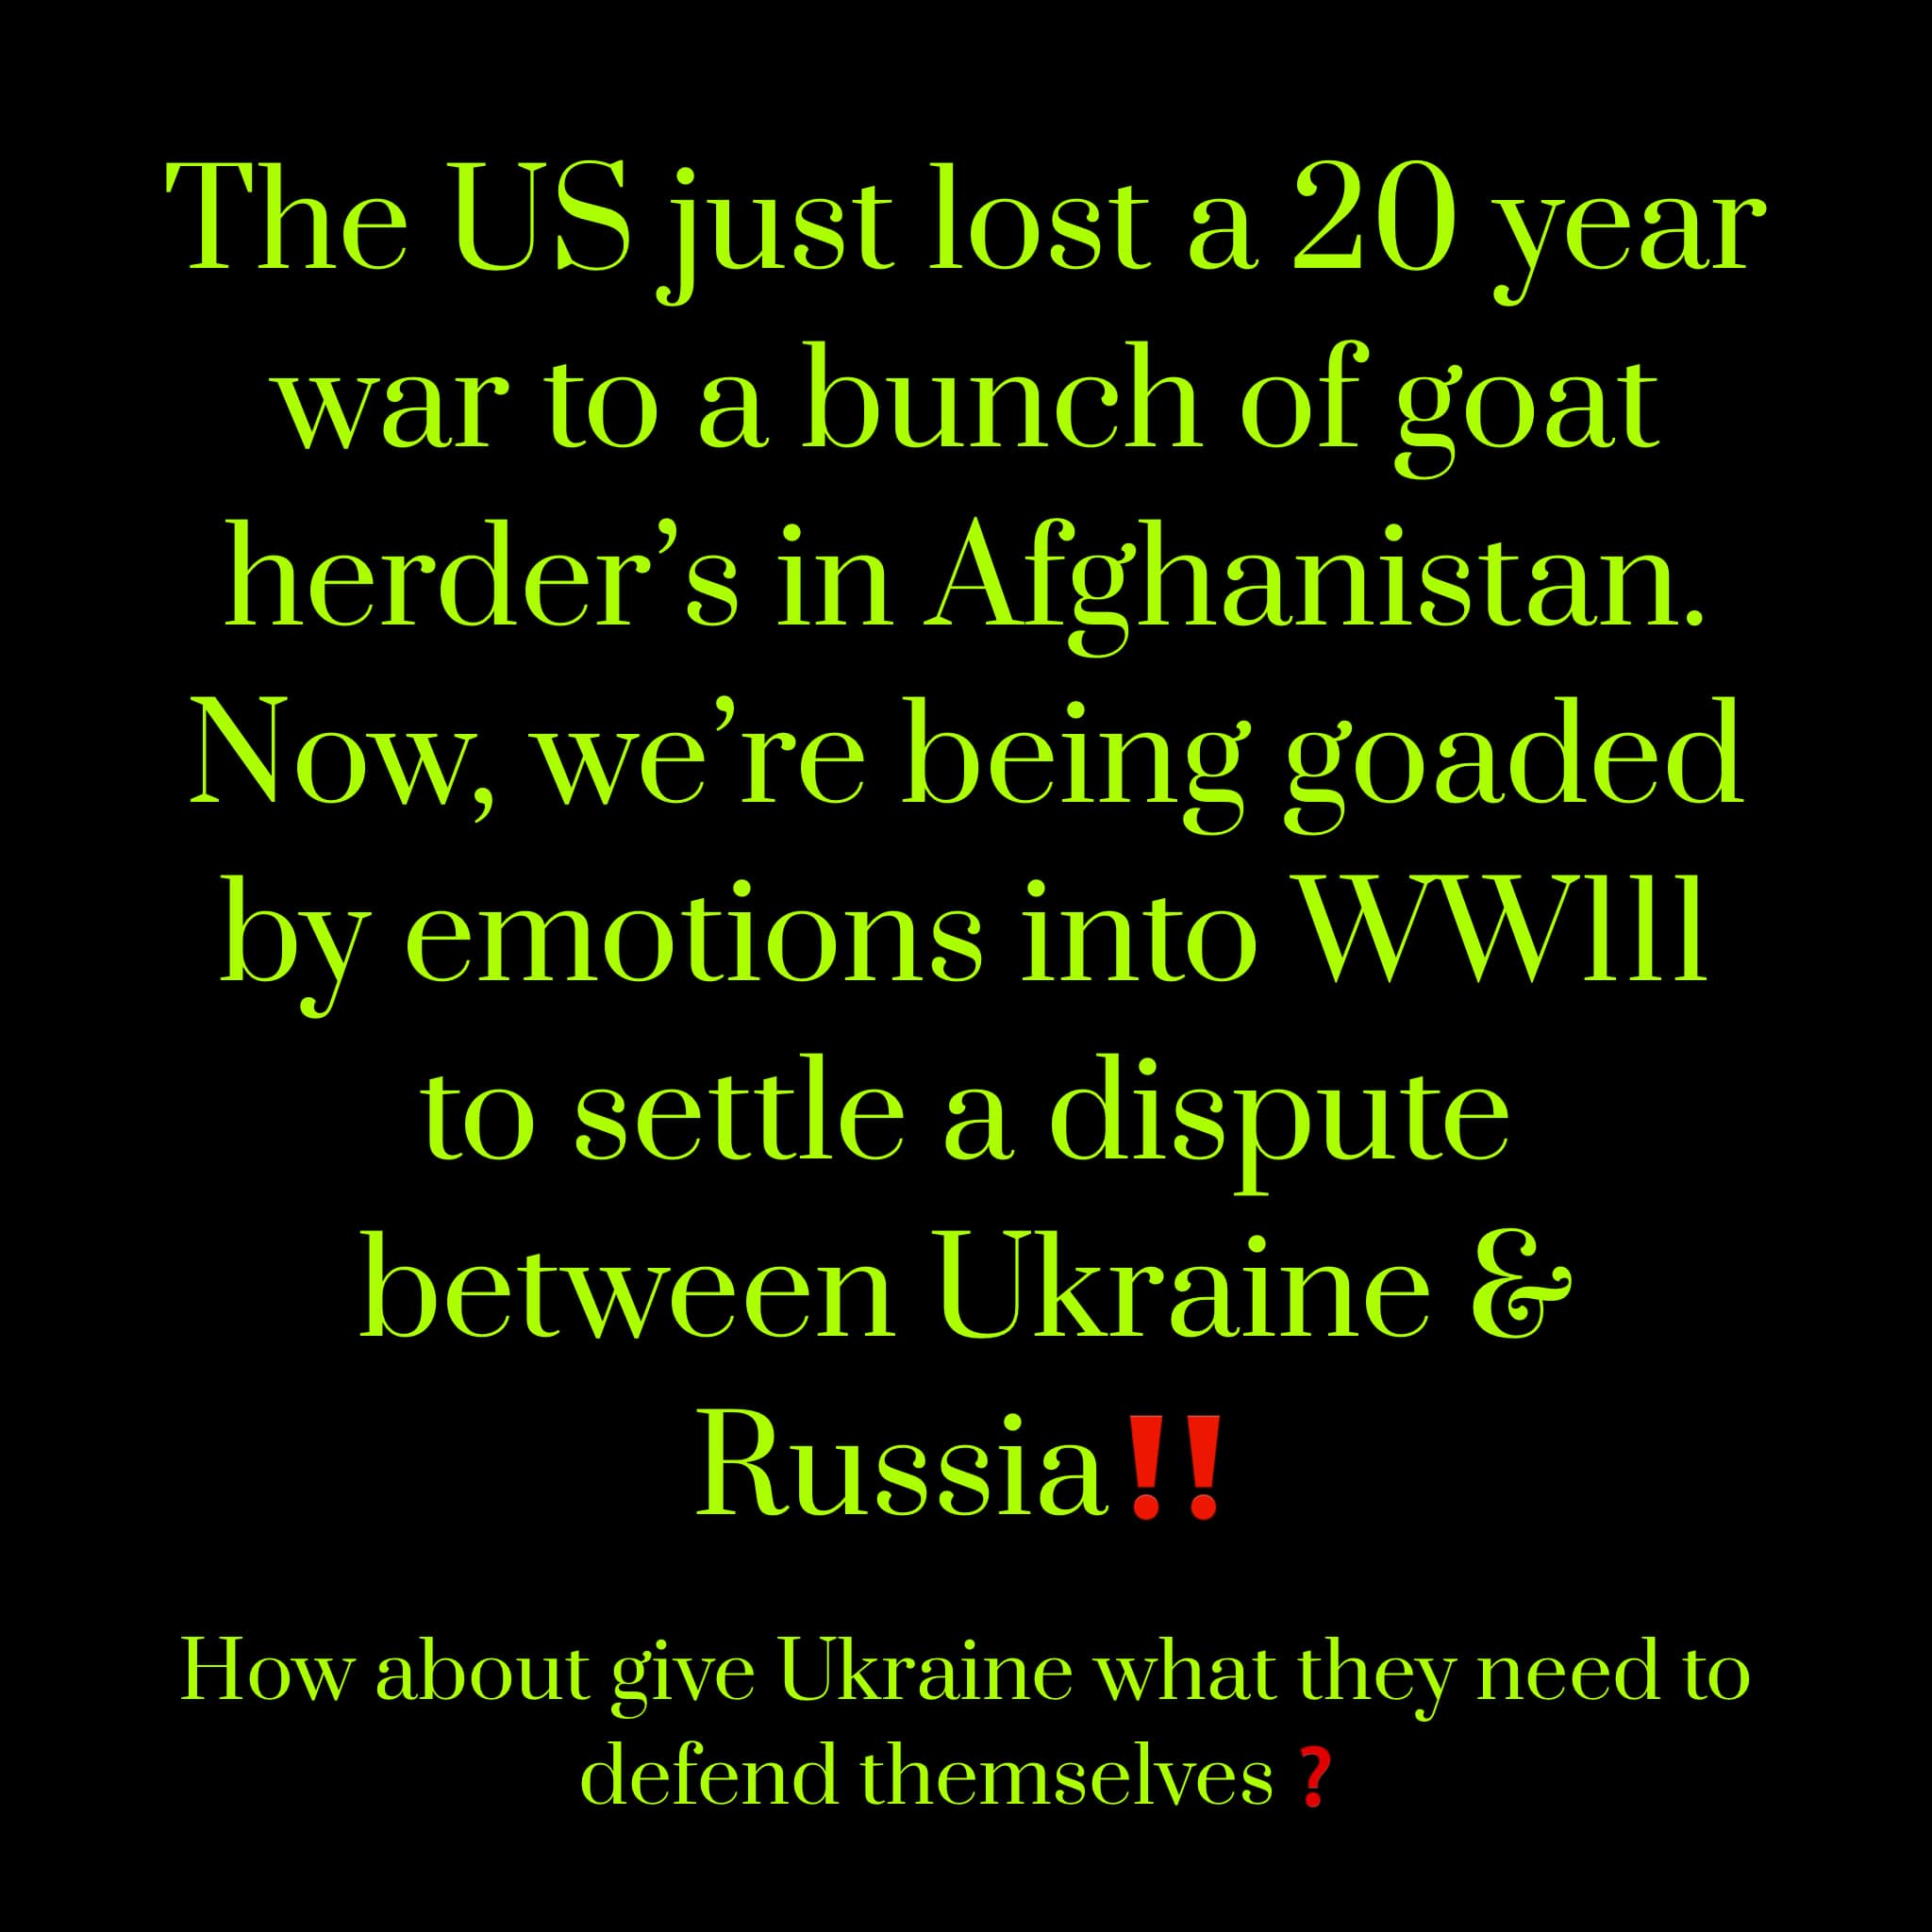 The US just lost a 20 year
war to a bunch of goat
herder’s in Afghanistan.
Now, we’re being goaded
by emotions into WWlll
to settle a dispute
between Ukraine &
Russia‼️
How about give Ukraine what they need to
defend themselves ❓